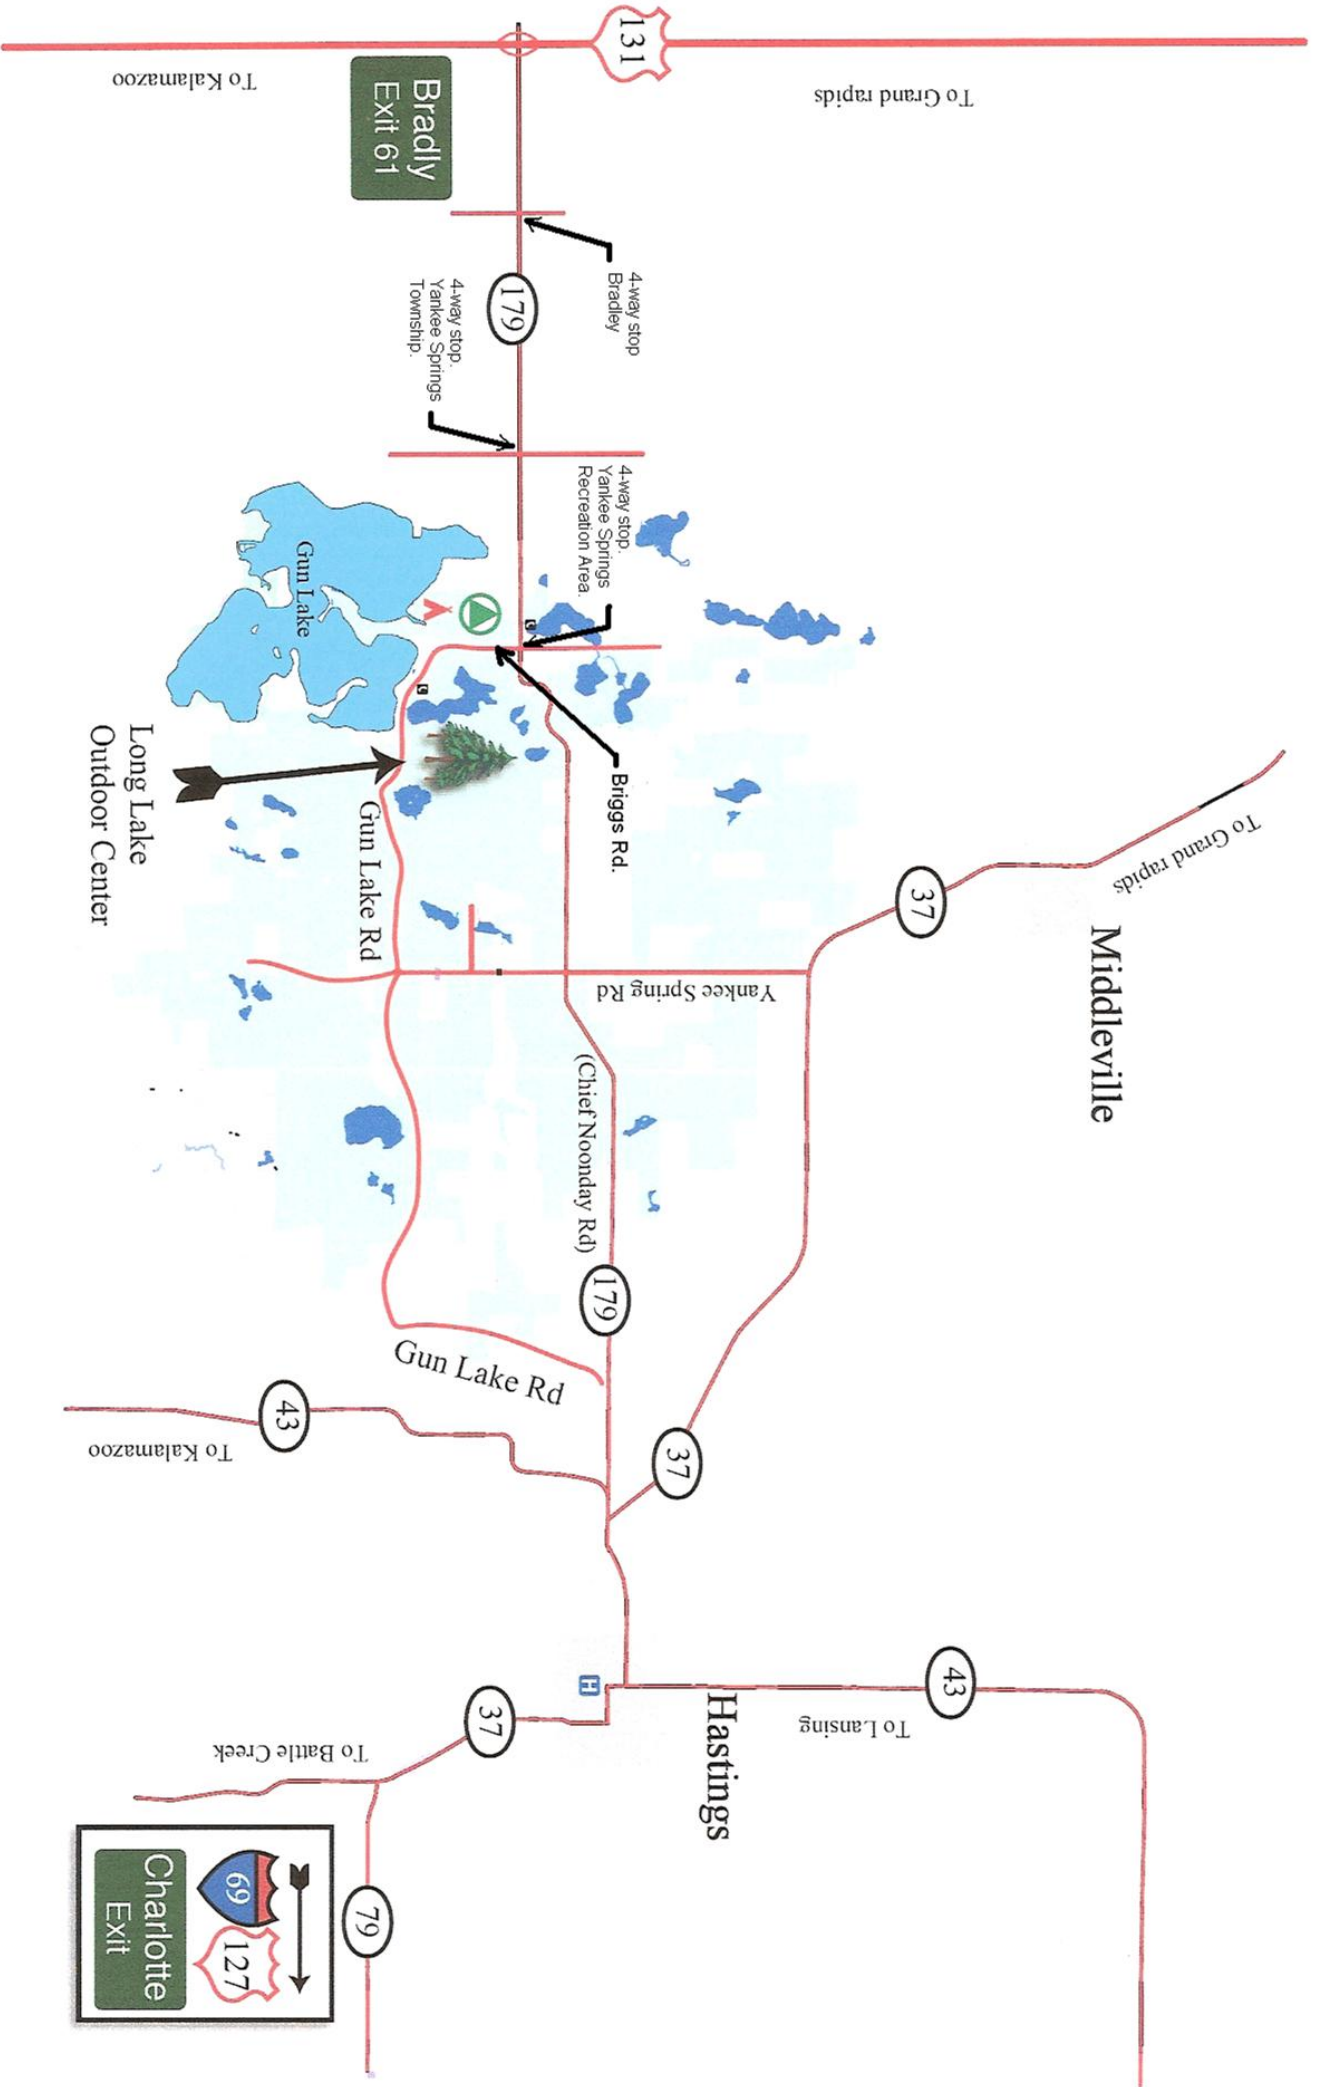 131
To Grand rapids
To Kalamazoo
Bradly
Exit 61
4-way stop
Bradley
179
4-way stop.
Yankee Springs
Township.
4-way stop.
Yankee Springs
Recreation Area.
Gun Lake
Briggs Rd.
Long Lake
Outdoor Center
Gun Lake Rd
To Grand rapids
37
Middleville
Yankee Spring Rd
(Chief Noonday Rd)
179
Gun Lake Rd
37
43
To Kalamazoo
43
To Lansing
Hastings
H
37
To Battle Creek
79
69
127
Charlotte
Exit